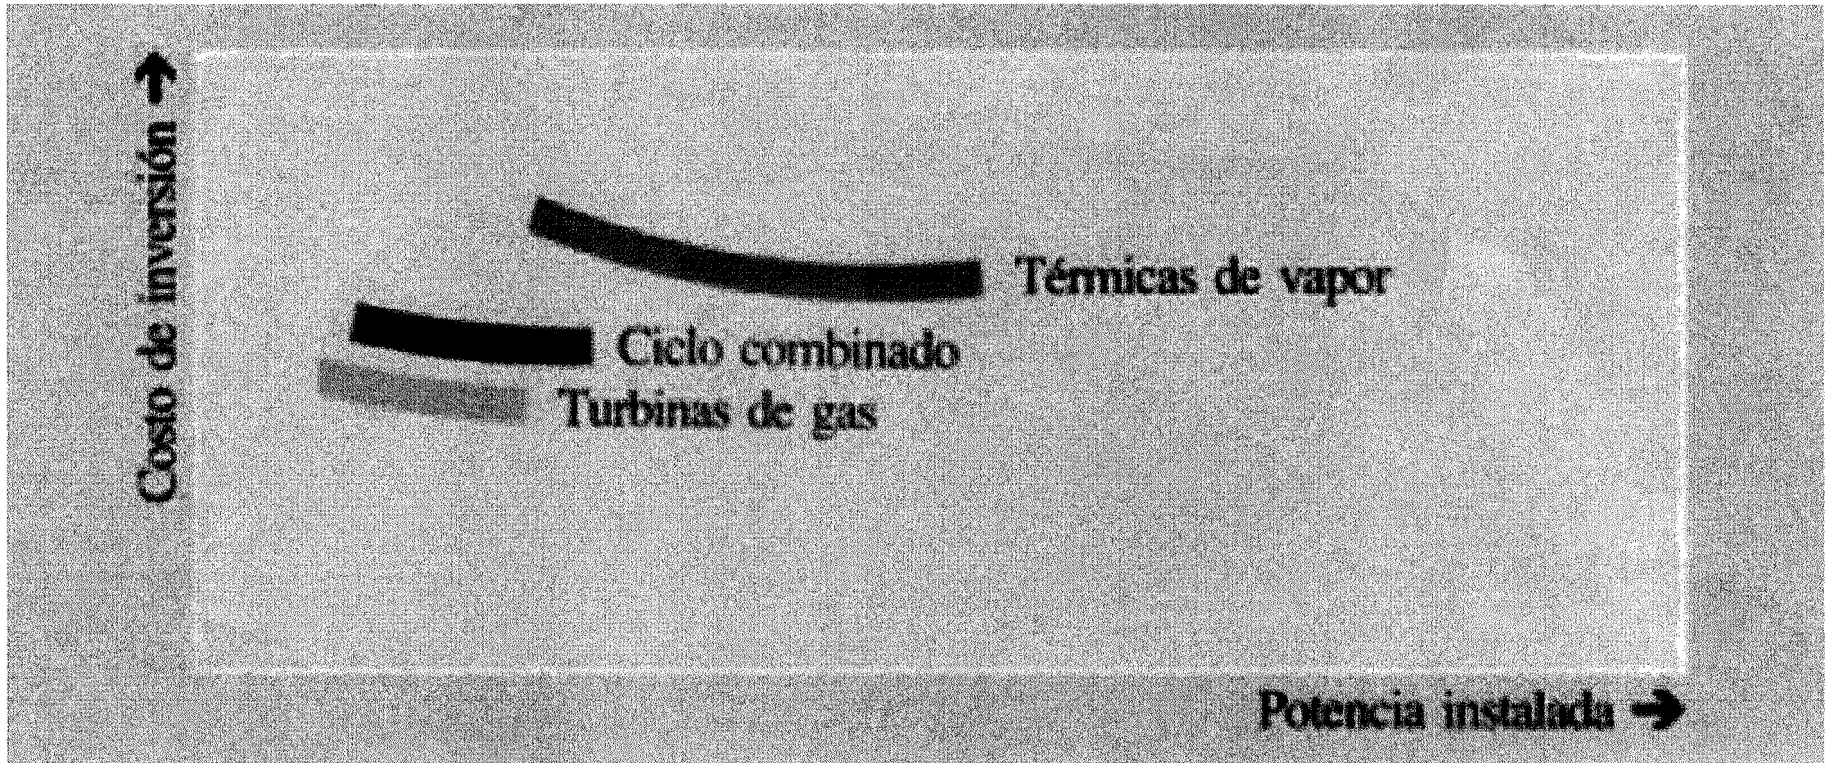 Costo de inversión →
Térmicas de vapor
Ciclo combinado
Turbinas de gas
Potencia instalada →